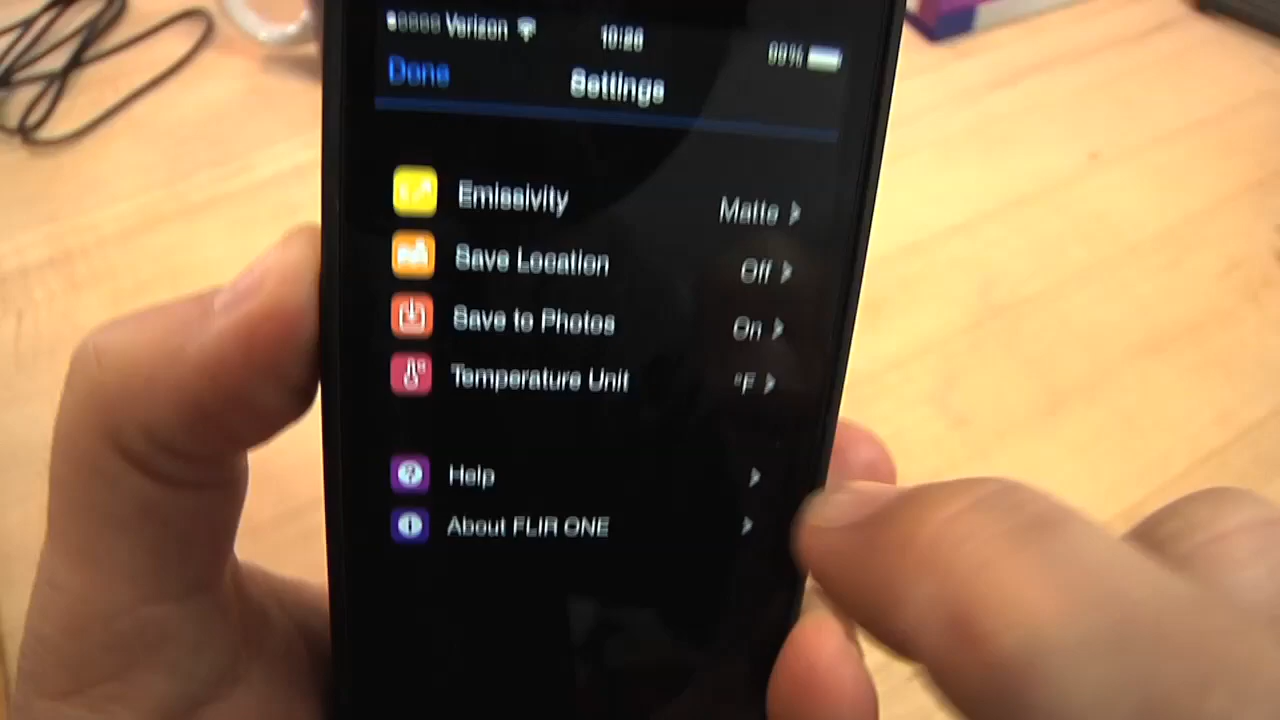 Verizon 10:26
Done Settings
Emissivity Matte
Save Location Off
Save to Photos On
Temperature Unit °F
Help
About FLIR ONE